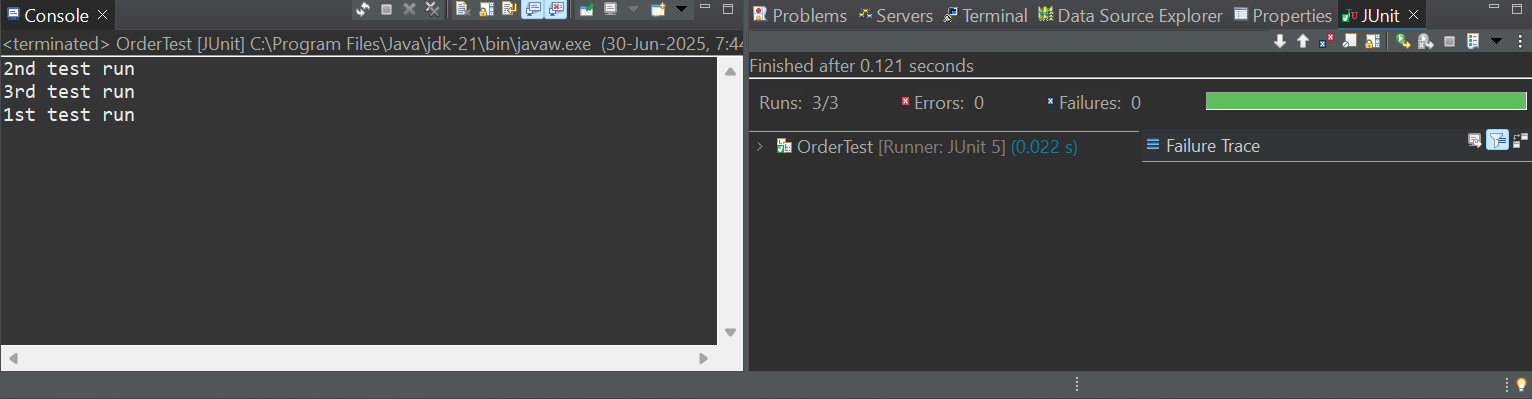 Console
<terminated> OrderTest [JUnit] C:\Program Files\Java\jdk-21\bin\javaw.exe (30-Jun-2025, 7:44
2nd test run
3rd test run
1st test run
Problems Servers Terminal Data Source Explorer Properties JUnit
Finished after 0.121 seconds
Runs: 3/3 Errors: 0 Failures: 0
OrderTest [Runner: JUnit 5] (0.022 s)
Failure Trace